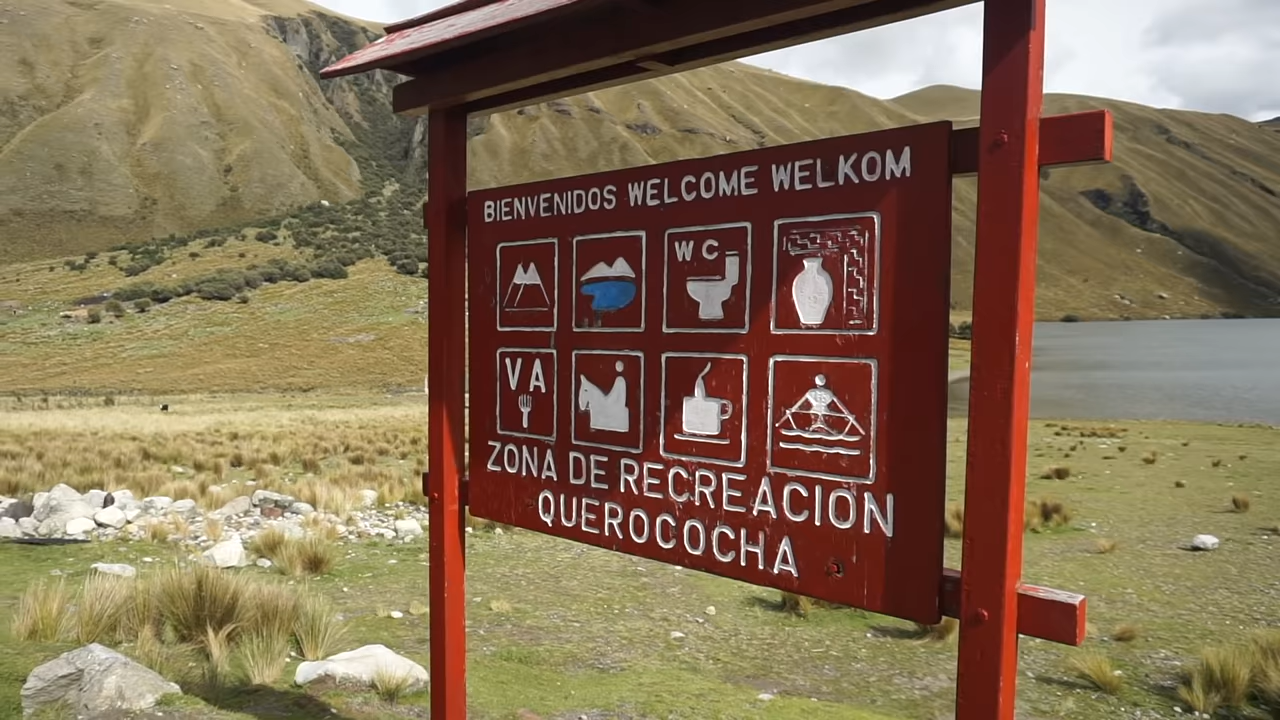 BIENVENIDOS WELCOME WELKOM
WC
VA
ZONA DE RECREACION
QUEROCOCHA